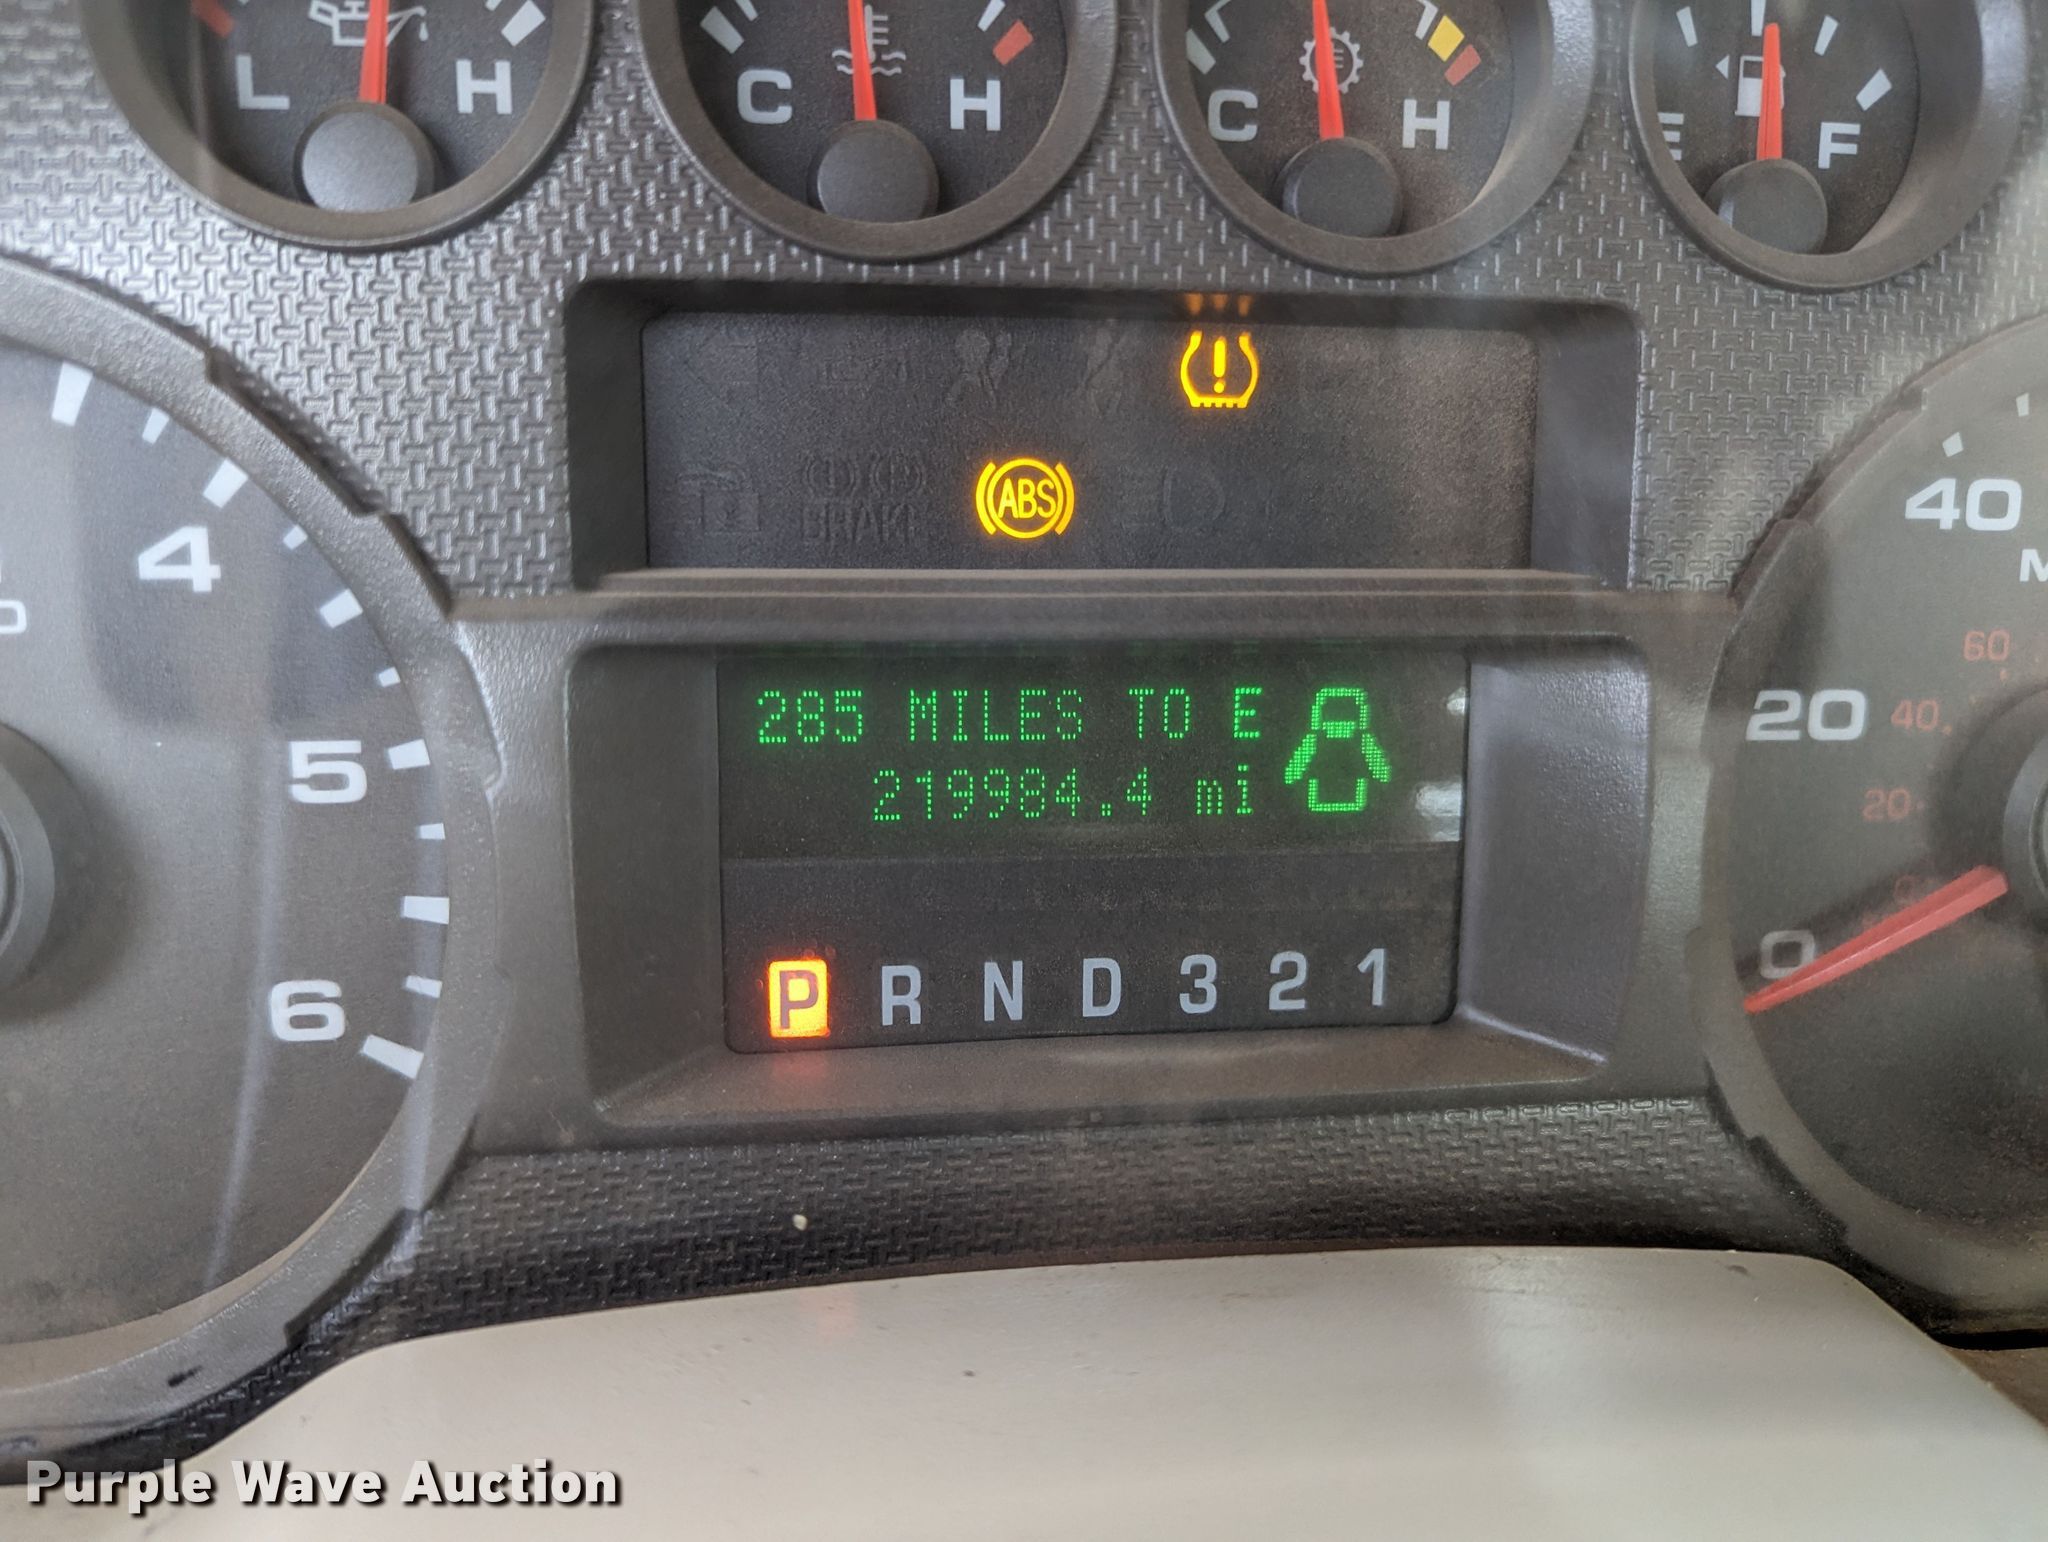 L H
C H
C H
E F
ABS
BRAKE
4
40
5
285 MILES TO E
219984.4 mi
60
20 40
20
0
0
6
P R N D 3 2 1
Purple Wave Auction